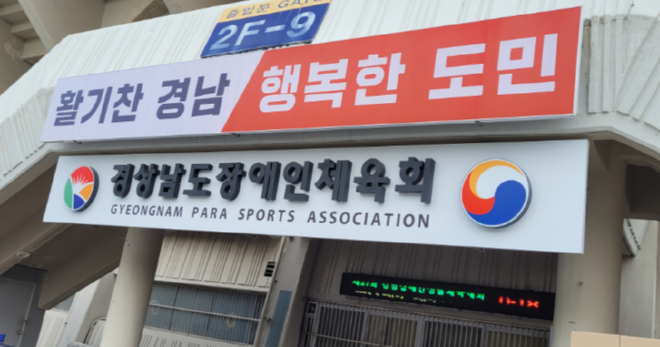 출입문 GATE
2F-9
활기찬 경남 행복한 도민
경상남도장애인체육회
GYEONGNAM PARA SPORTS ASSOCIATION